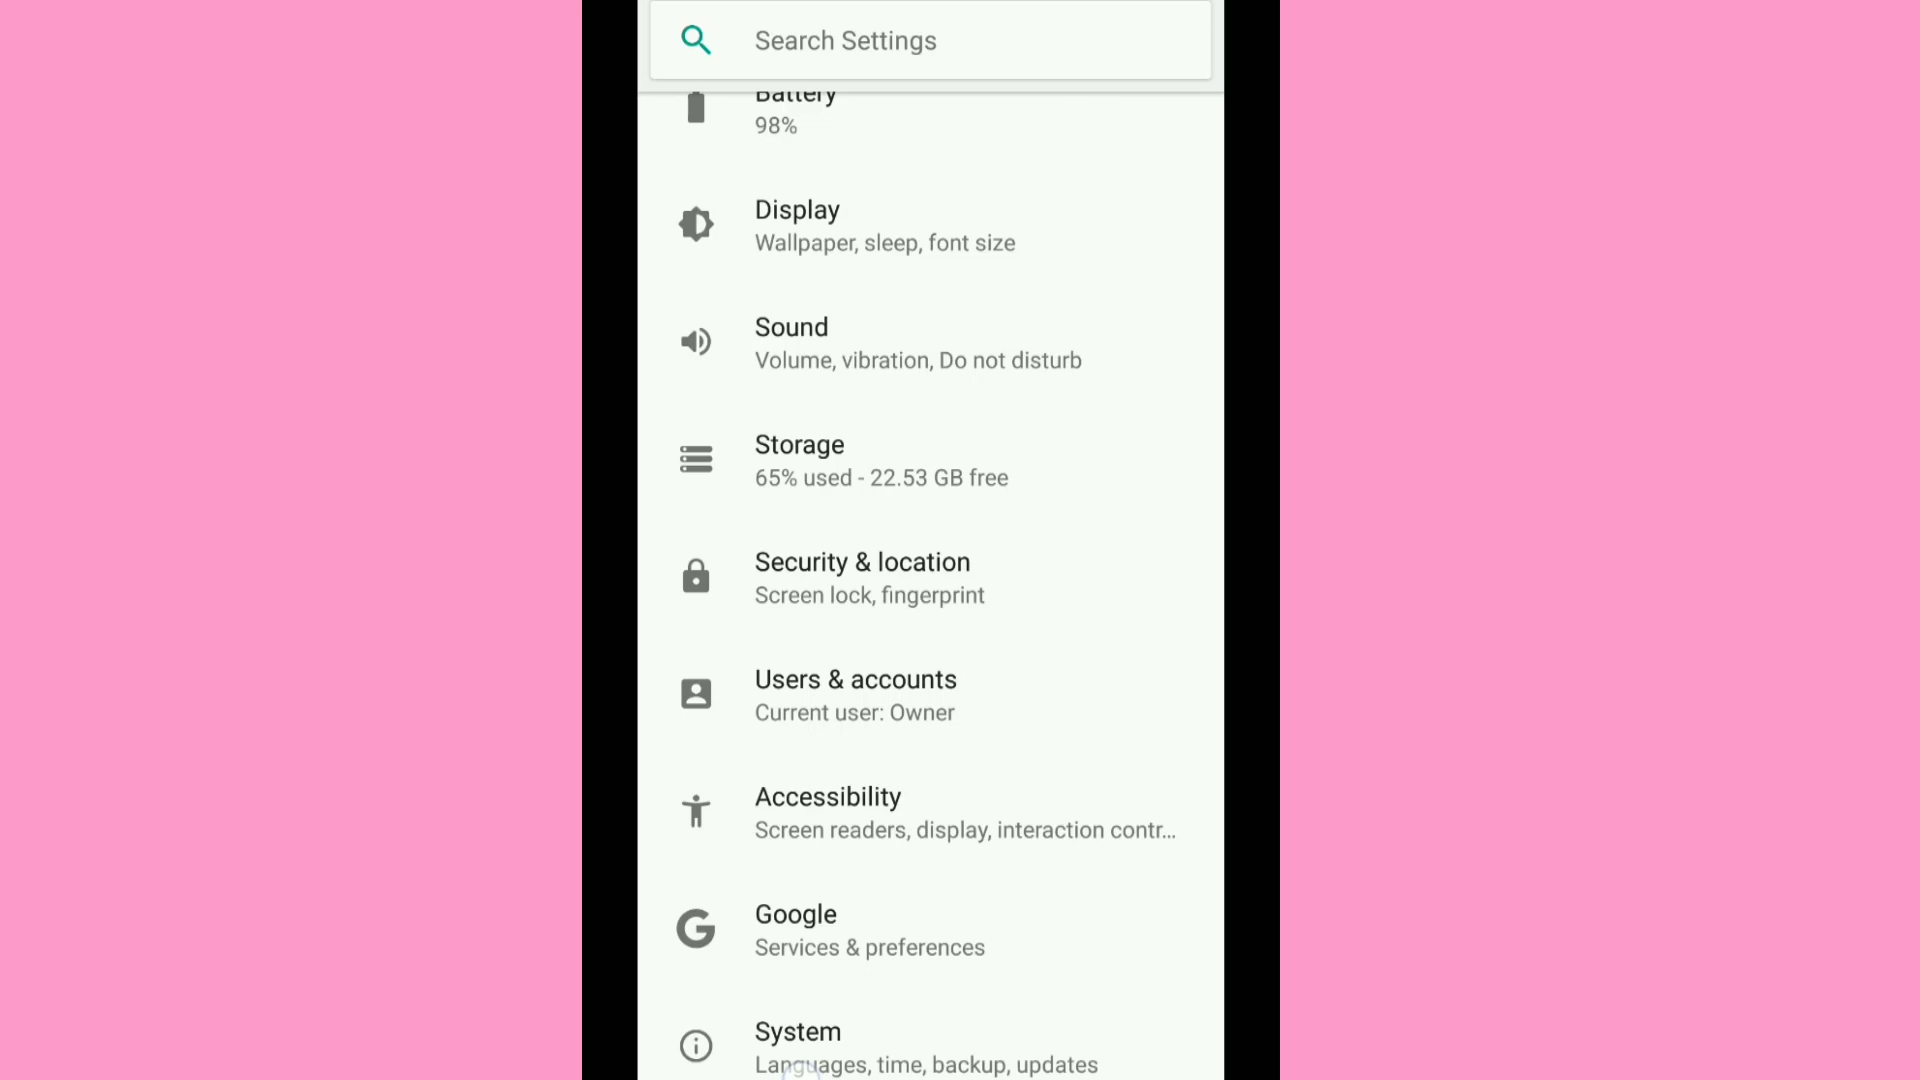 Search Settings
Battery
98%
Display
Wallpaper, sleep, font size
Sound
Volume, vibration, Do not disturb
Storage
65% used - 22.53 GB free
Security & location
Screen lock, fingerprint
Users & accounts
Current user: Owner
Accessibility
Screen readers, display, interaction contr...
Google
Services & preferences
System
Languages, time, backup, updates